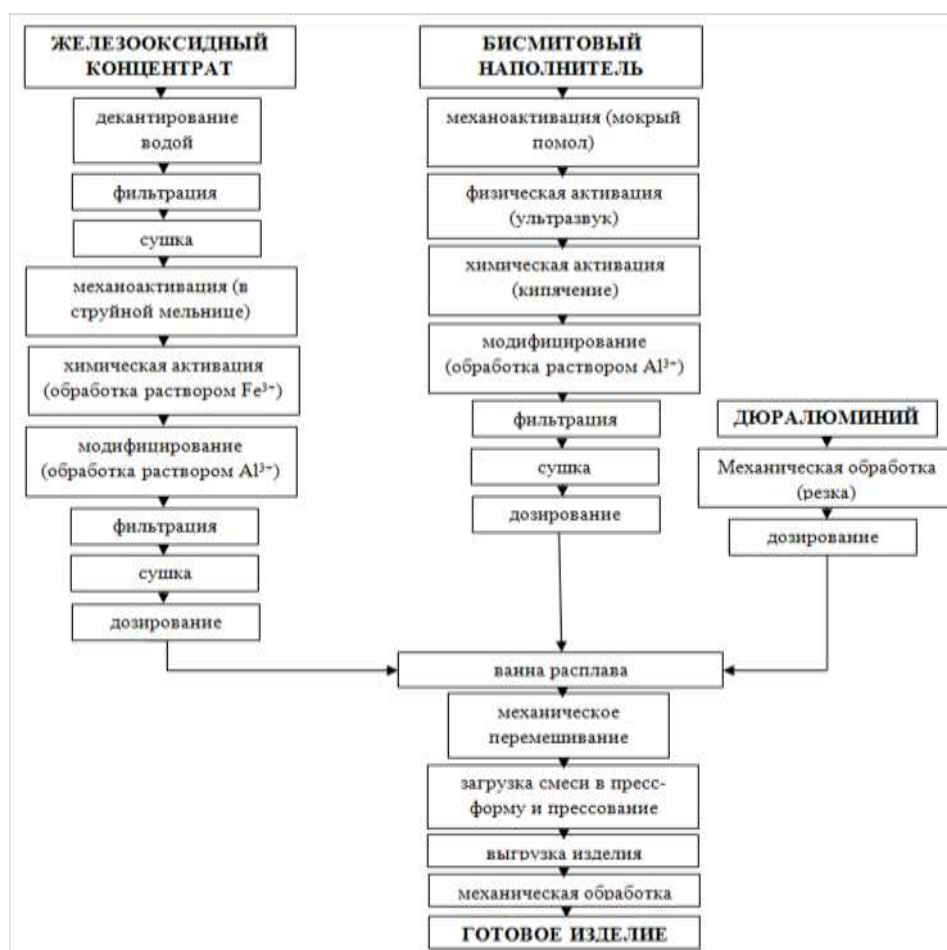 ЖЕЛЕЗООКСИДНЫЙ
КОНЦЕНТРАТ
декантирование
водой
фильтрация
сушка
механоактивация (в
струйной мельнице)
химическая активация
(обработка раствором Fe³⁺)
модифицирование
(обработка раствором Al³⁺)
фильтрация
сушка
дозирование
БИСМИТОВЫЙ
НАПОЛНИТЕЛЬ
механоактивация (мокрый
помол)
физическая активация
(ультразвук)
химическая активация
(кипячение)
модифицирование
(обработка раствором Al³⁺)
фильтрация
сушка
дозирование
ДЮРАЛЮМИНИЙ
Механическая обработка
(резка)
дозирование
ванна расплава
механическое
перемешивание
загрузка смеси в пресс-
форму и прессование
выгрузка изделия
механическая обработка
ГОТОВОЕ ИЗДЕЛИЕ